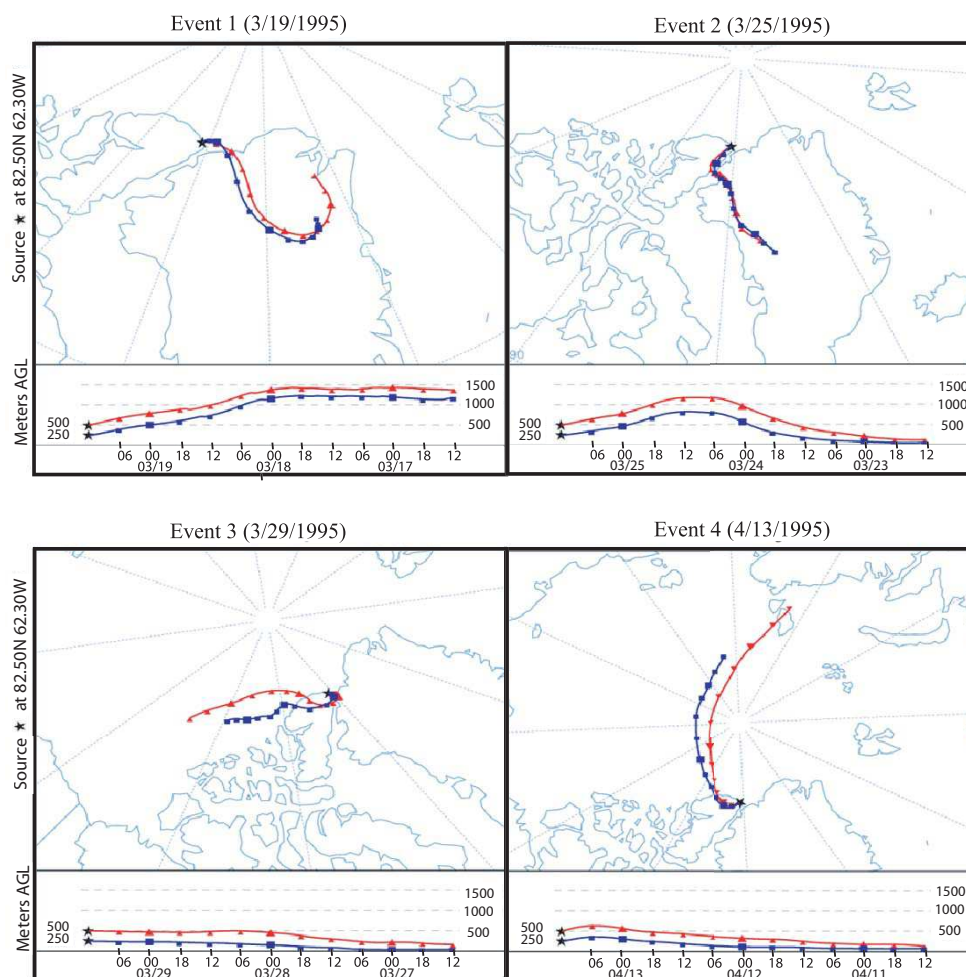 Event 1 (3/19/1995)
Event 2 (3/25/1995)
Source ★ at 82.50N 62.30W
90
Meters AGL
1500
1000
500
500
250
06 00 18 12 06 00 18 12 06 00 18 12
03/19 03/18 03/17
1500
1000
500
500
250
06 00 18 12 06 00 18 12 06 00 18 12
03/25 03/24 03/23
Event 3 (3/29/1995)
Event 4 (4/13/1995)
Source ★ at 82.50N 62.30W
Meters AGL
1500
1000
500
500
250
06 00 18 12 06 00 18 12 06 00 18 12
03/29 03/28 03/27
1500
1000
500
500
250
06 00 18 12 06 00 18 12 06 00 18 12
04/13 04/12 04/11